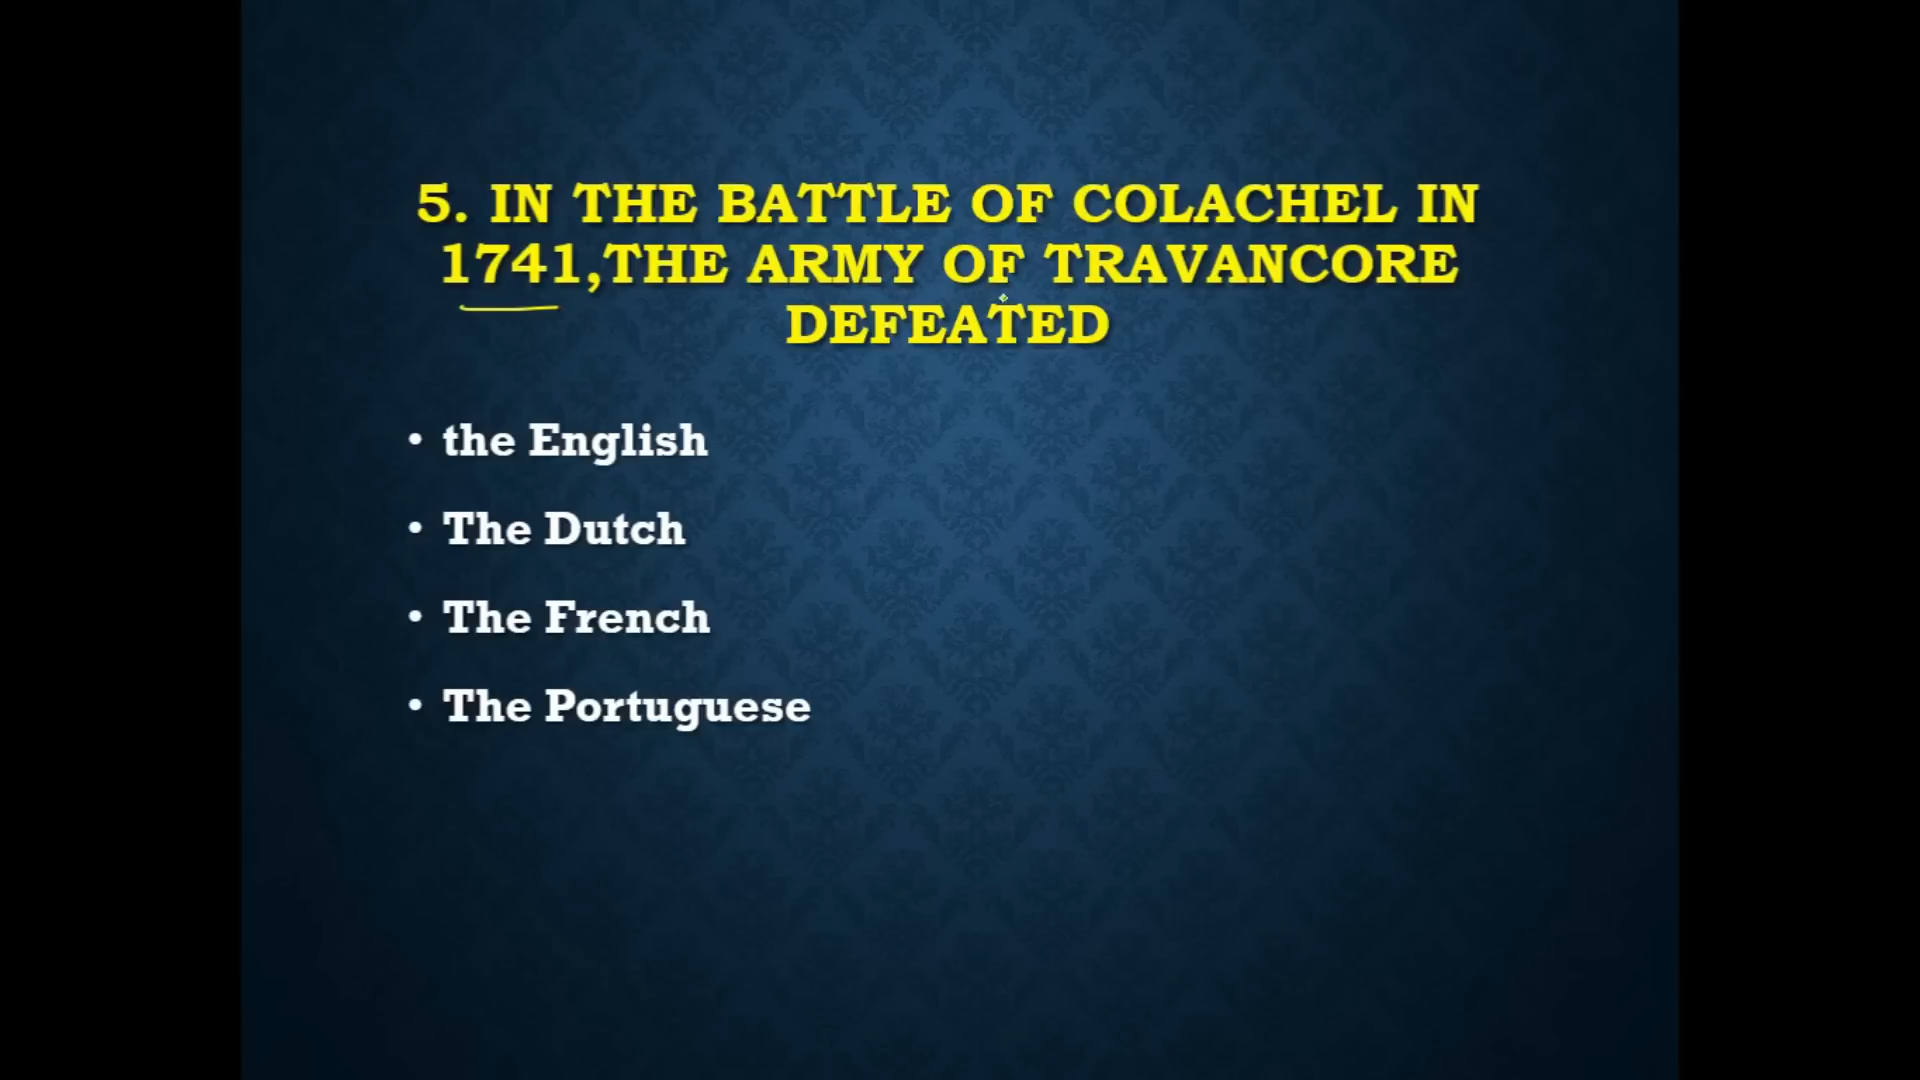 5. IN THE BATTLE OF COLACHEL IN
1741,THE ARMY OF TRAVANCORE
DEFEATED
• the English
• The Dutch
• The French
• The Portuguese